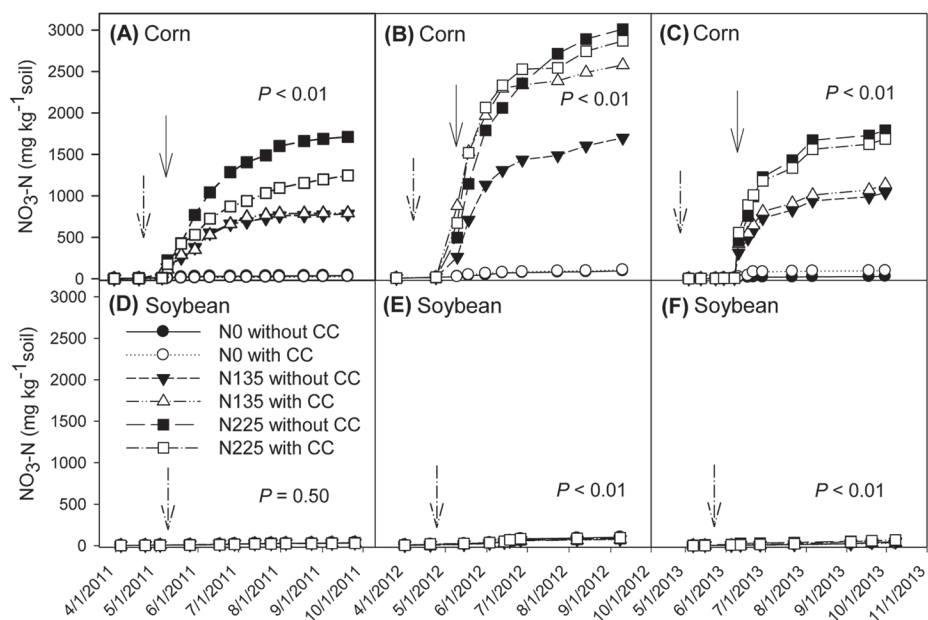 (A) Corn
(B) Corn
(C) Corn
3000
2500
2000
1500
1000
500
0
NO3-N (mg kg-1soil)
P < 0.01
P < 0.01
P < 0.01
(D) Soybean
(E) Soybean
(F) Soybean
3000
2000
1500
1000
500
0
NO3-N (mg kg-1soil)
N0 without CC
N0 with CC
N135 without CC
N135 with CC
N225 without CC
N225 with CC
P = 0.50
P < 0.01
P < 0.01
4/1/2011
5/1/2011
6/1/2011
7/1/2011
8/1/2011
9/1/2011
10/1/2011
4/1/2012
5/1/2012
6/1/2012
7/1/2012
8/1/2012
9/1/2012
5/1/2013
6/1/2013
7/1/2013
8/1/2013
9/1/2013
10/1/2013
11/1/2013